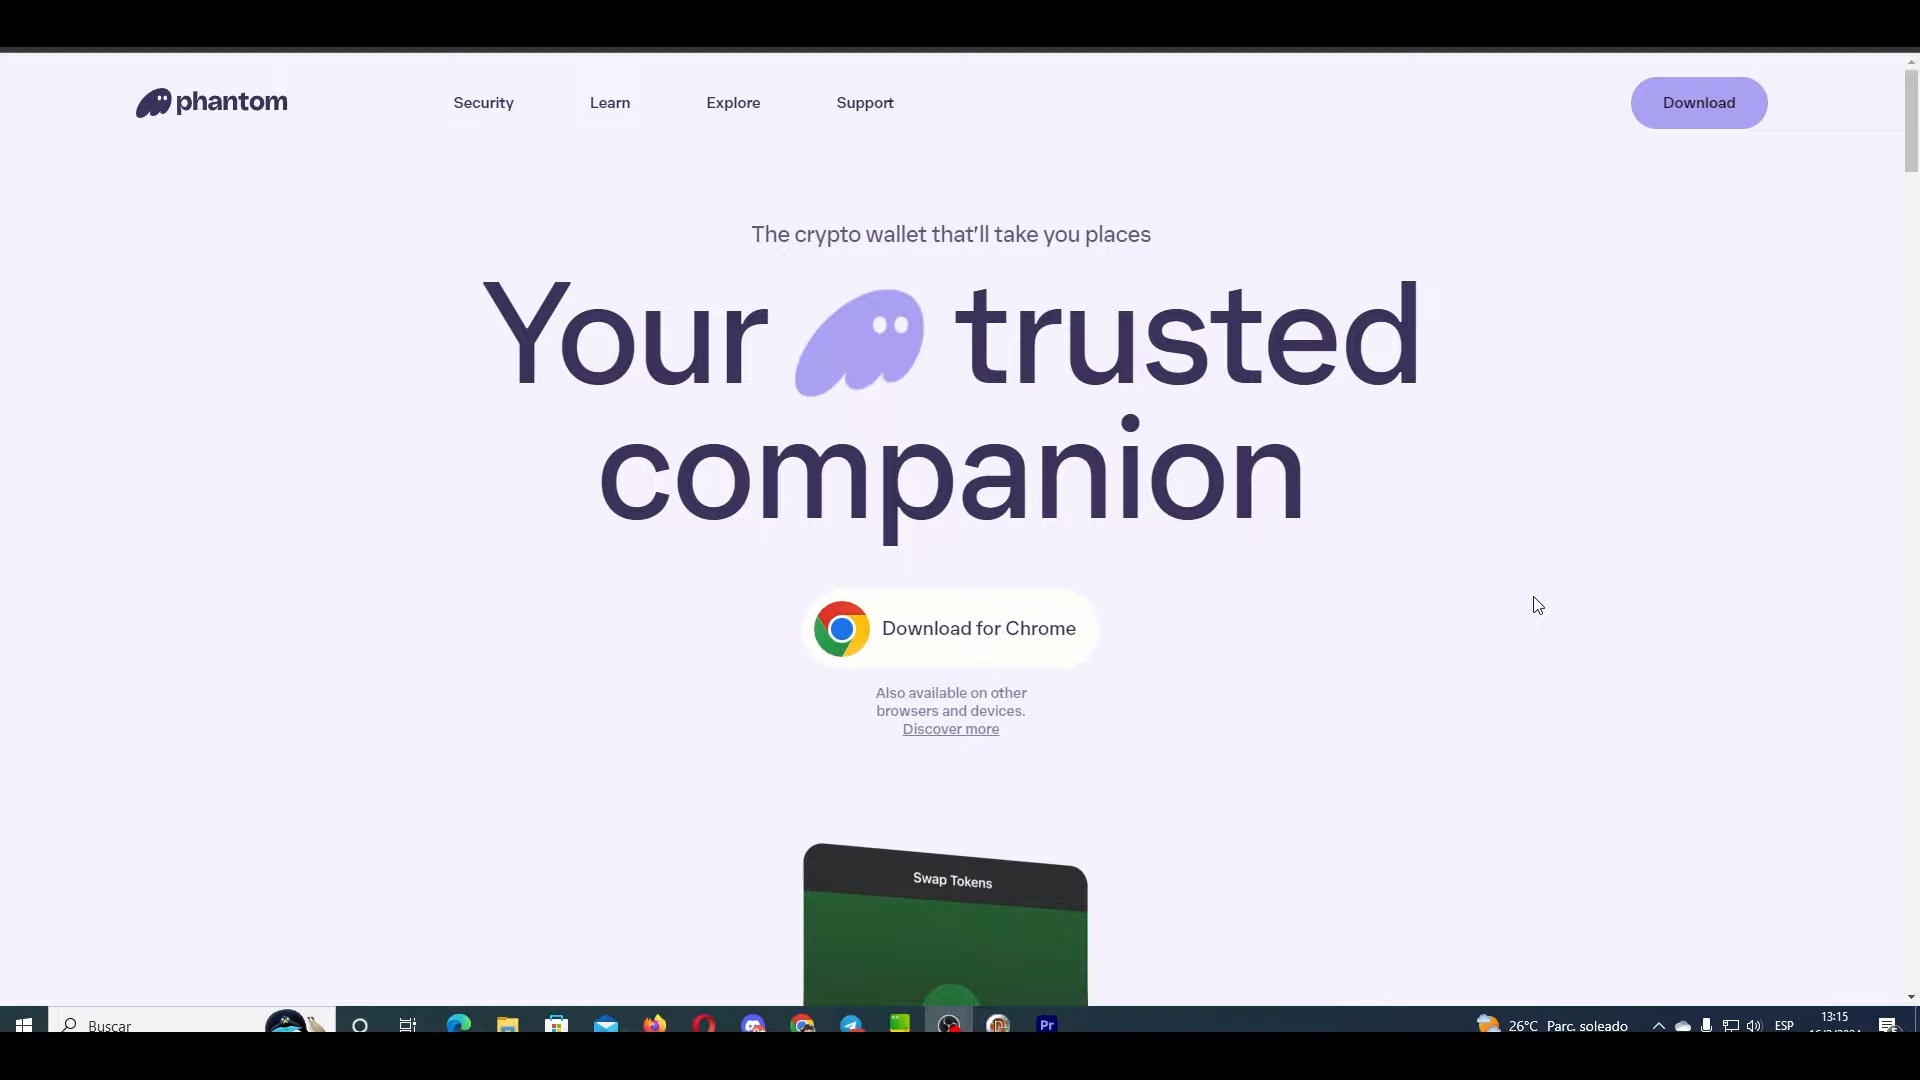 phantom
Security
Learn
Explore
Support
Download
The crypto wallet that'll take you places
Your trusted
companion
Download for Chrome
Also available on other
browsers and devices.
Discover more
Swap Tokens
Buscar
Pr
26°C Parc. soleado
ESP
13:15